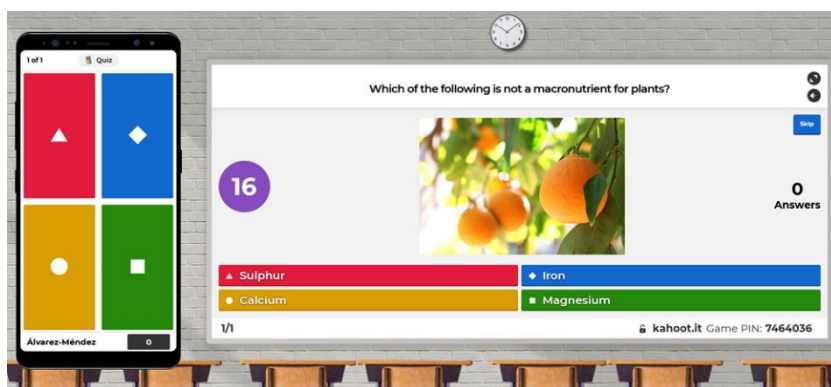 1 of 1
Quiz
Álvarez-Méndez
0
Which of the following is not a macronutrient for plants?
Skip
16
0
Answers
Sulphur
Iron
Calcium
Magnesium
1/1
kahoot.it Game PIN: 7464036